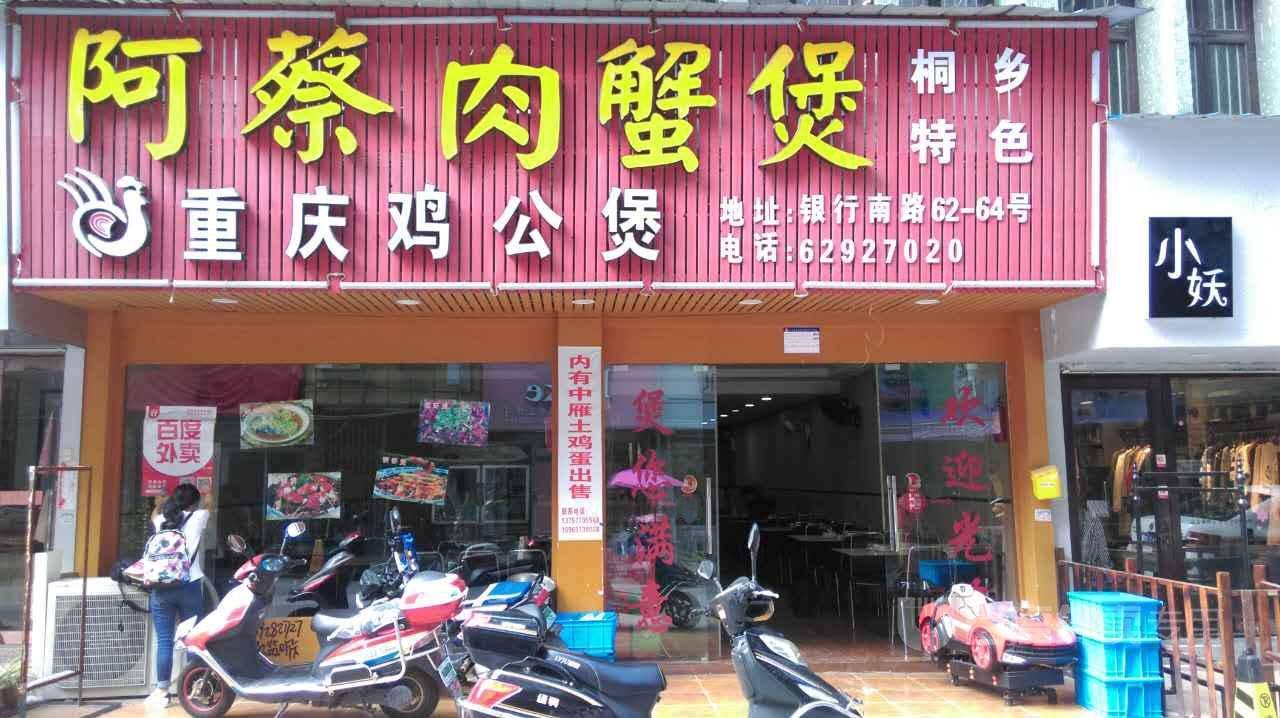 阿蔡肉蟹煲
桐乡
特色
重庆鸡公煲
地址:银行南路62-64号
电话:62927020
小妖
百度
外卖
内有中雁土鸡蛋出售
煲您满意
欢迎光